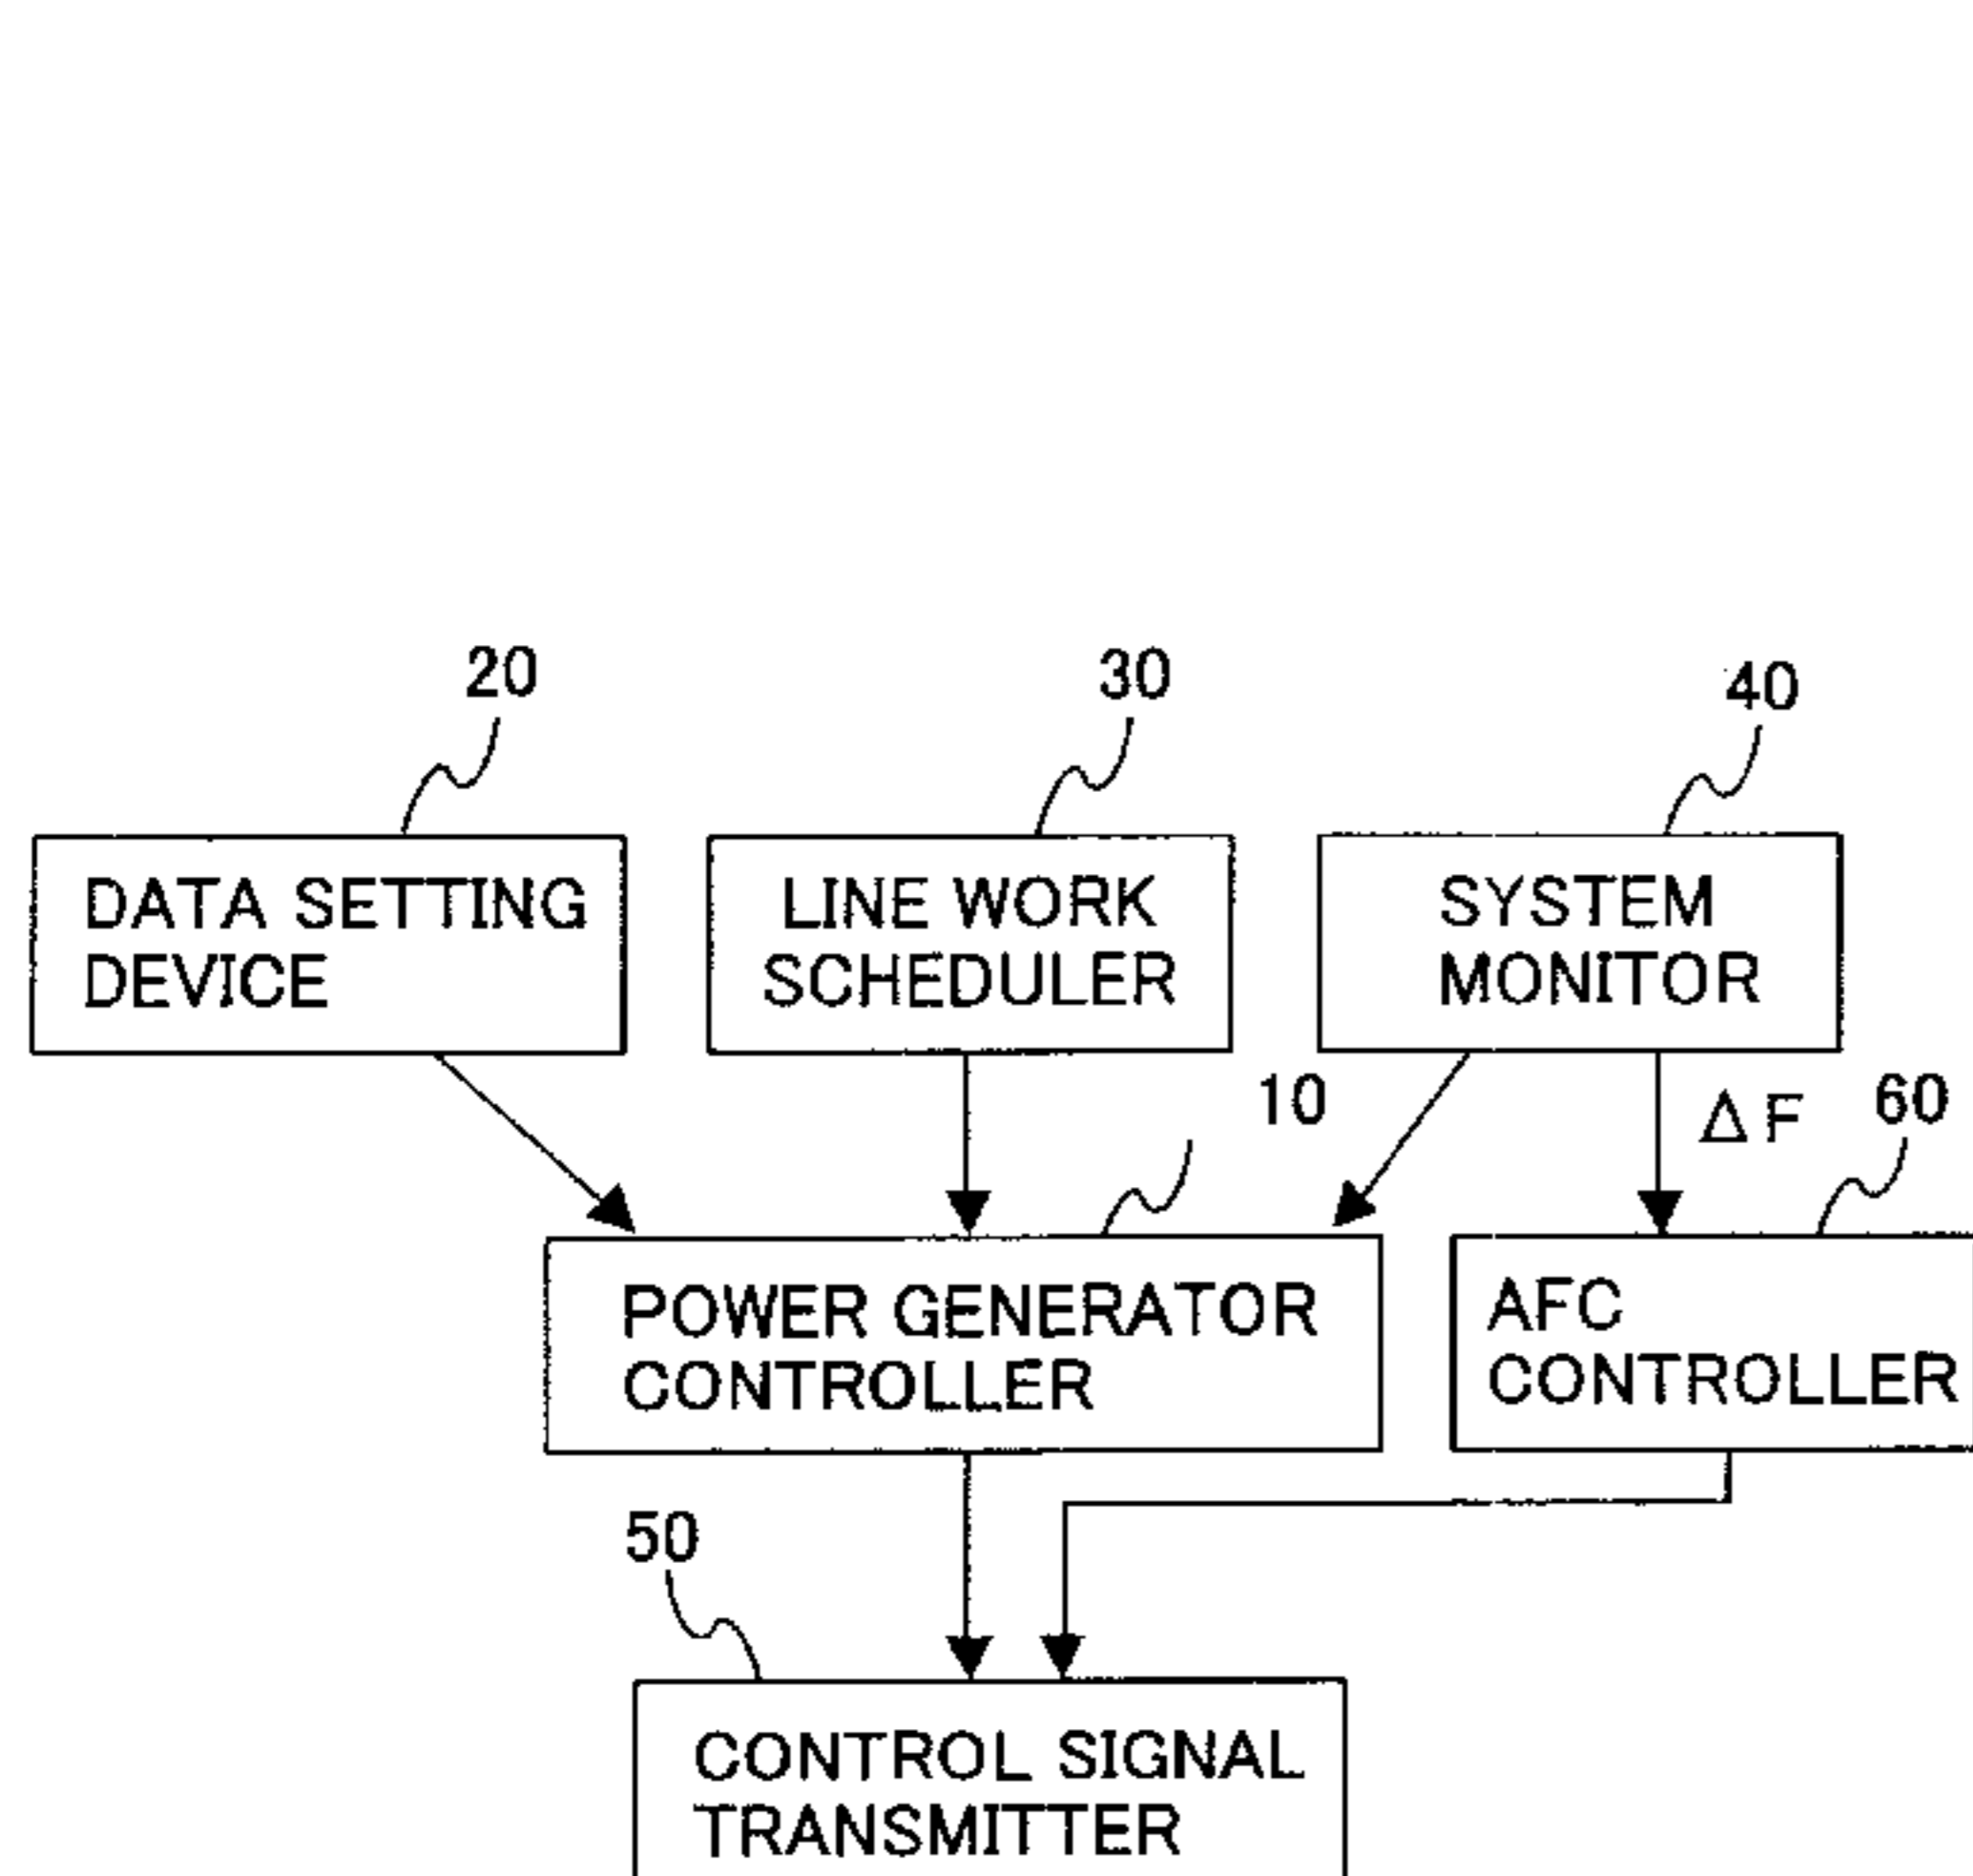 20
30
40
DATA SETTING
DEVICE
LINE WORK
SCHEDULER
SYSTEM
MONITOR
10
ΔF
60
POWER GENERATOR
CONTROLLER
AFC
CONTROLLER
50
CONTROL SIGNAL
TRANSMITTER